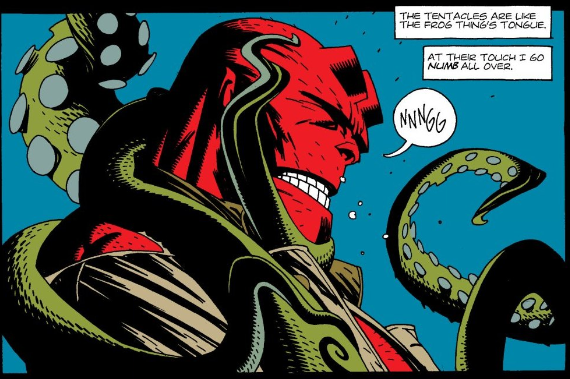 THE TENTACLES ARE LIKE
THE FROG THING'S TONGUE.
AT THEIR TOUCH I GO
NUMB ALL OVER.
NNNGG